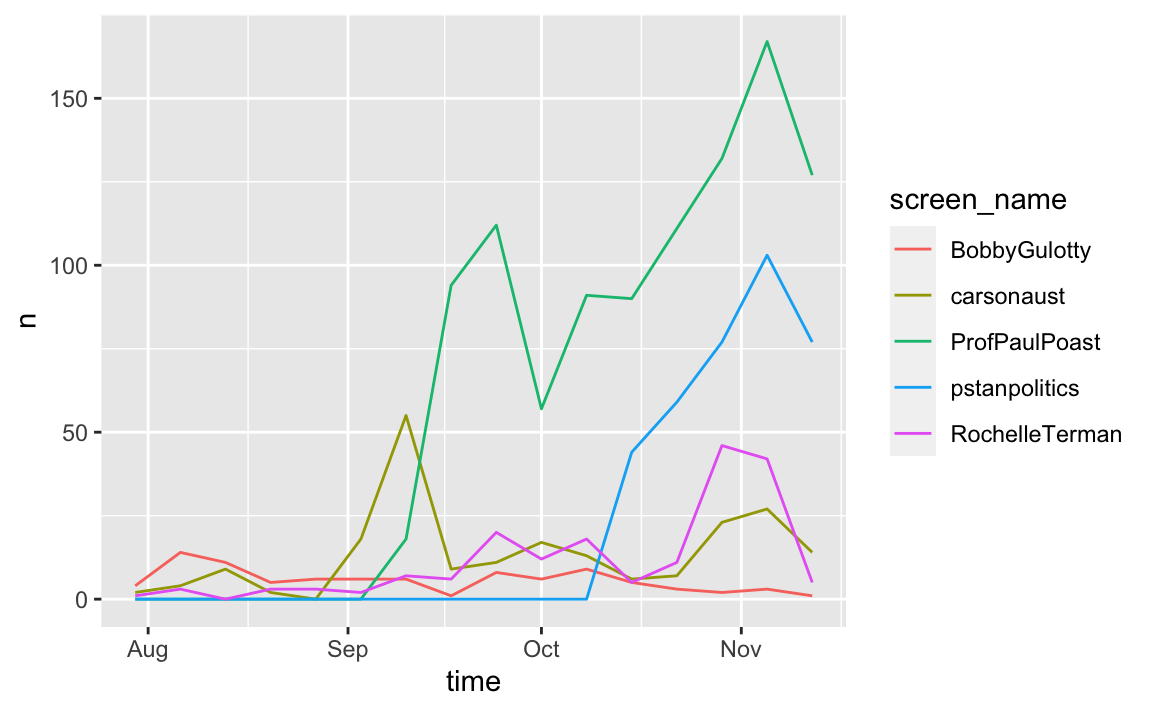 n
150
100
50
0
Aug Sep Oct Nov
time
screen_name
BobbyGulotty
carsonaust
ProfPaulPoast
pstanpolitics
RochelleTerman